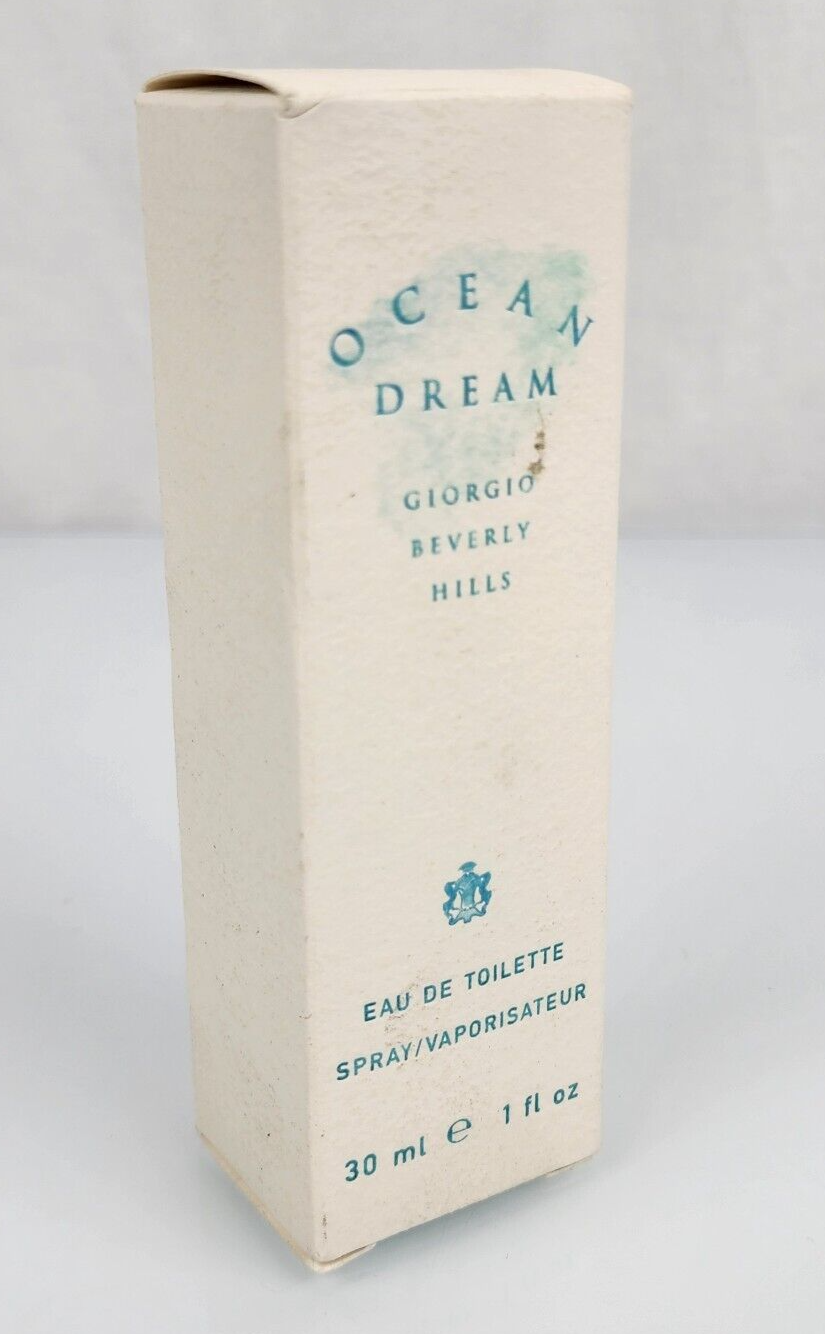 OCEAN
DREAM
GIORGIO
BEVERLY
HILLS
EAU DE TOILETTE
SPRAY/VAPORISATEUR
30 ml ℮ 1 fl oz